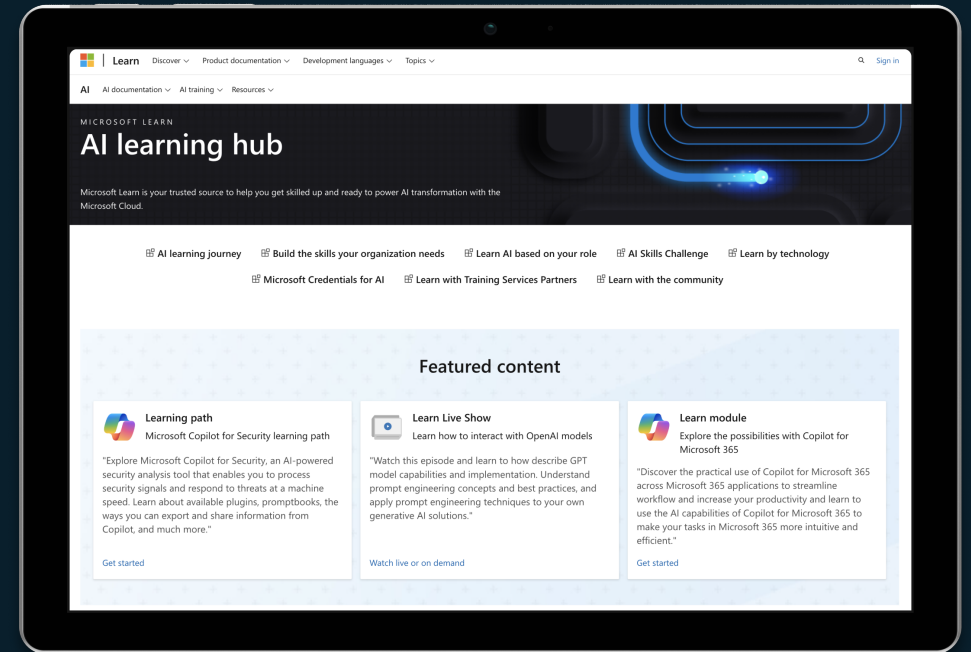 Learn Discover Product documentation Development languages Topics Sign in
AI AI documentation AI training Resources
MICROSOFT LEARN
AI learning hub
Microsoft Learn is your trusted source to help you get skilled up and ready to power AI transformation with the
Microsoft Cloud.
AI learning journey Build the skills your organization needs Learn AI based on your role AI Skills Challenge Learn by technology
Microsoft Credentials for AI Learn with Training Services Partners Learn with the community
Featured content
Learning path
Microsoft Copilot for Security learning path
"Explore Microsoft Copilot for Security, an AI-powered
security analysis tool that enables you to process
security signals and respond to threats at a machine
speed. Learn about available plugins, promptbooks, the
ways you can export and share information from
Copilot, and much more."
Get started
Learn Live Show
Learn how to interact with OpenAI models
"Watch this episode and learn to how describe GPT
model capabilities and implementation. Understand
prompt engineering concepts and best practices, and
apply prompt engineering techniques to your own
generative AI solutions."
Watch live or on demand
Learn module
Explore the possibilities with Copilot for
Microsoft 365
"Discover the practical use of Copilot for Microsoft 365
across Microsoft 365 applications to streamline
workflow and increase your productivity and learn to
use the AI capabilities of Copilot for Microsoft 365 to
make your tasks in Microsoft 365 more intuitive and
efficient."
Get started